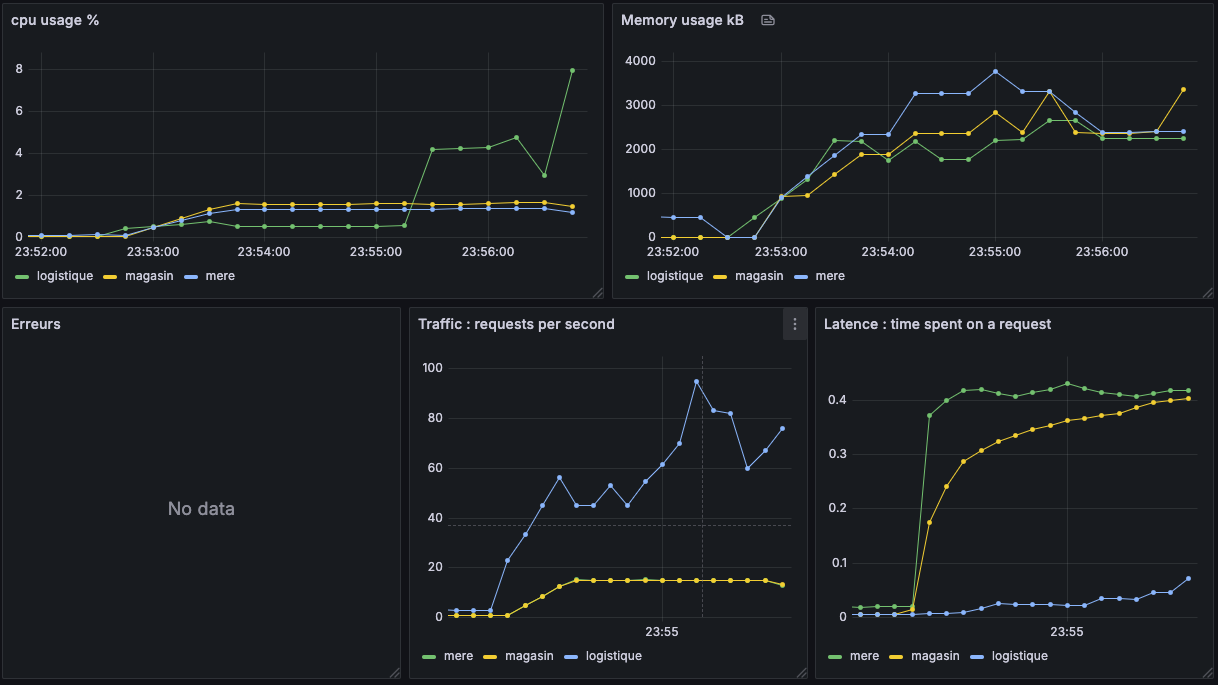 cpu usage %
8
6
4
2
0
23:52:00 23:53:00 23:54:00 23:55:00 23:56:00
logistique magasin mere
Memory usage kB
4000
3000
2000
1000
0
23:52:00 23:53:00 23:54:00 23:55:00 23:56:00
logistique magasin mere
Erreurs
No data
Traffic : requests per second
100
80
60
40
20
0
23:55
mere magasin logistique
Latence : time spent on a request
0.4
0.3
0.2
0.1
0
23:55
mere magasin logistique